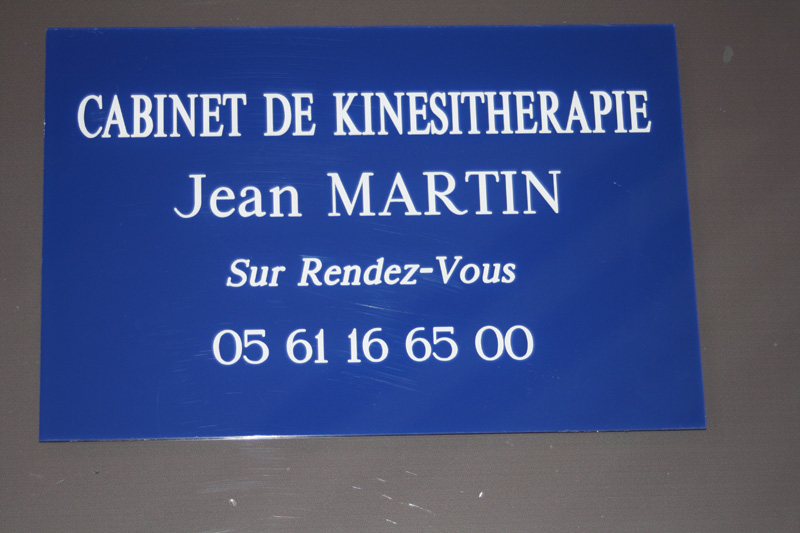 CABINET DE KINESITHERAPIE
Jean MARTIN
Sur Rendez-Vous
05 61 16 65 00